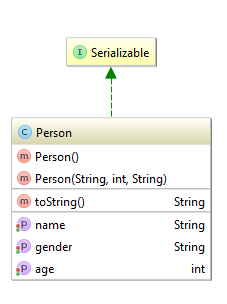 I Serializable
C Person
m Person()
m Person(String, int, String)
m toString() String
P name String
P gender String
P age int